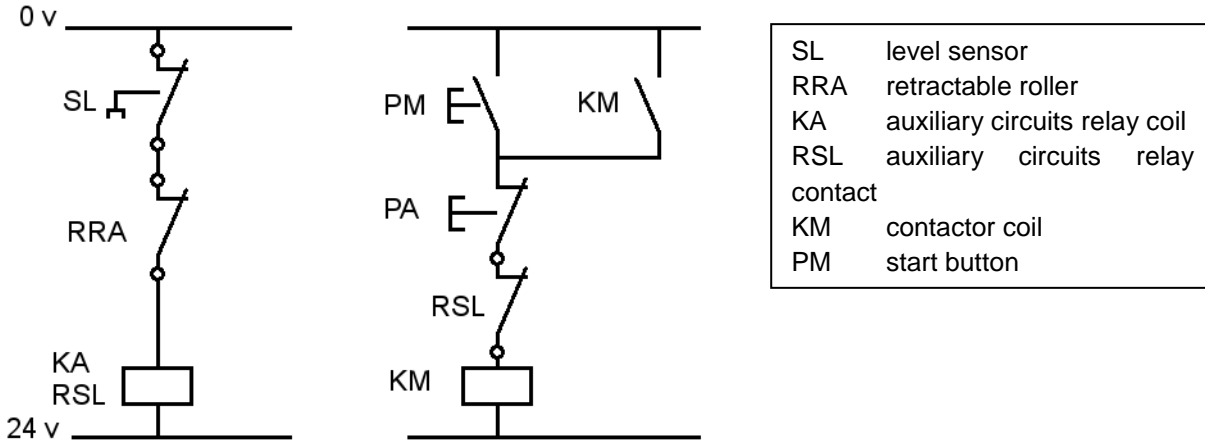 0 v
SL
RRA
KA
RSL
24 v
PM
KM
PA
RSL
KM
SL level sensor
RRA retractable roller
KA auxiliary circuits relay coil
RSL auxiliary circuits relay
contact
KM contactor coil
PM start button